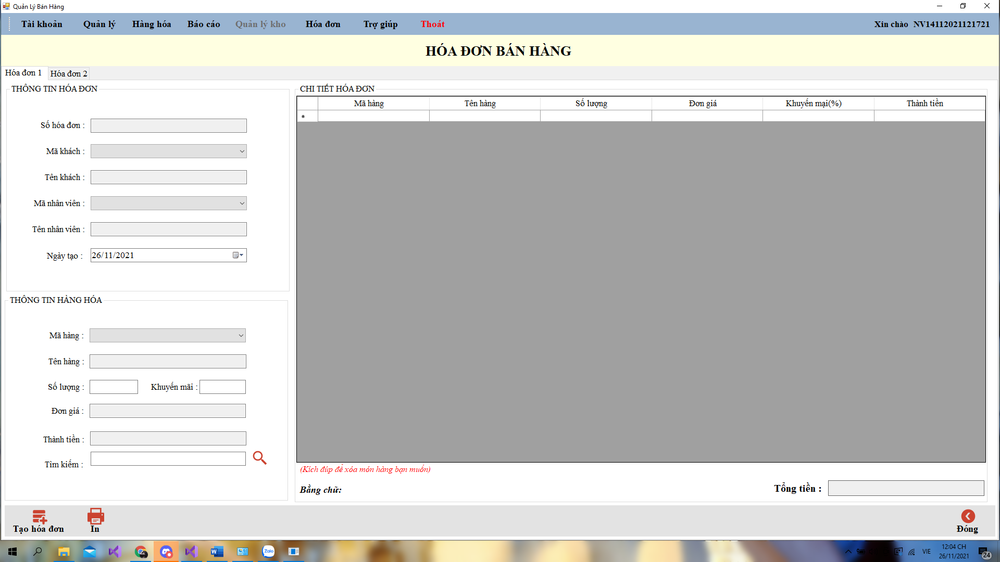 Quản Lý Bán Hàng
Tài khoản Quản lý Hàng hóa Báo cáo Quản lý kho Hóa đơn Trợ giúp Thoát Xin chào NV14112021121721
HÓA ĐƠN BÁN HÀNG
Hóa đơn 1 Hóa đơn 2
THÔNG TIN HÓA ĐƠN
Số hóa đơn :
Mã khách :
Tên khách :
Mã nhân viên :
Tên nhân viên :
Ngày tạo : 26/11/2021
THÔNG TIN HÀNG HÓA
Mã hàng :
Tên hàng :
Số lượng : Khuyến mãi :
Đơn giá :
Thành tiền :
Tìm kiếm :
CHI TIẾT HÓA ĐƠN
Mã hàng Tên hàng Số lượng Đơn giá Khuyến mại(%) Thành tiền
(Kích đúp để xóa món hàng bạn muốn)
Bằng chữ: Tổng tiền :
Tạo hóa đơn In Đóng
Zalo
VIE
12:04 CH
26/11/2021
24